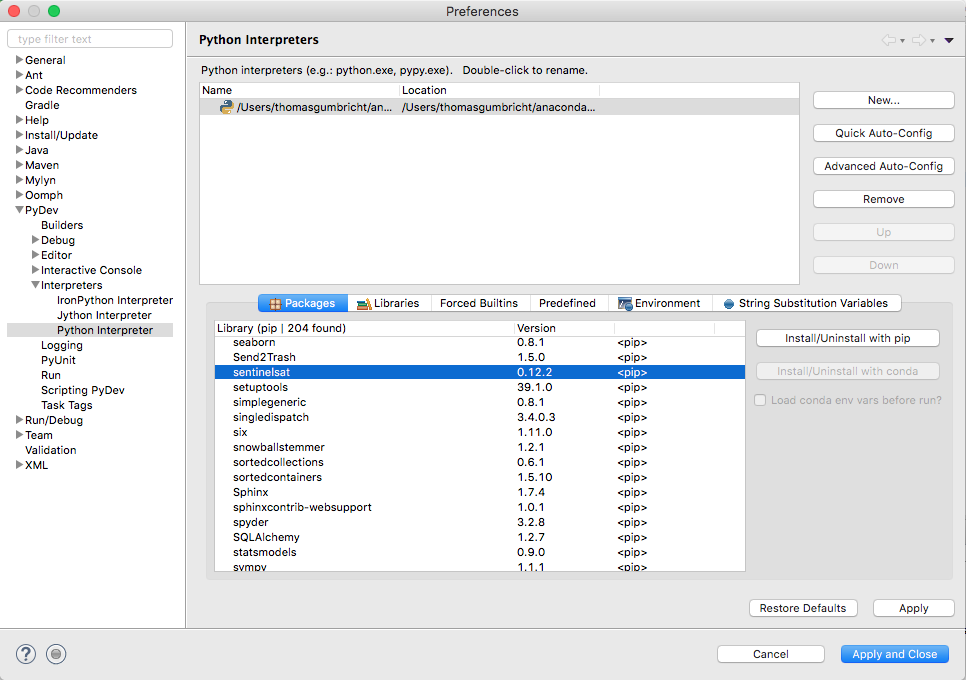 Preferences
type filter text
General
Ant
Code Recommenders
Gradle
Help
Install/Update
Java
Maven
Mylyn
Oomph
PyDev
Builders
Debug
Editor
Interactive Console
Interpreters
IronPython Interpreter
Jython Interpreter
Python Interpreter
Logging
PyUnit
Run
Scripting PyDev
Task Tags
Run/Debug
Team
Validation
XML
Python Interpreters
Python interpreters (e.g.: python.exe, pypy.exe). Double-click to rename.
Name Location
/Users/thomasgumbricht/an... /Users/thomasgumbricht/anaconda...
New...
Quick Auto-Config
Advanced Auto-Config
Remove
Up
Down
Packages Libraries Forced Builtins Predefined Environment String Substitution Variables
Library (pip | 204 found) Version
seaborn 0.8.1 <pip>
Send2Trash 1.5.0 <pip>
sentinelsat 0.12.2 <pip>
setuptools 39.1.0 <pip>
simplegeneric 0.8.1 <pip>
singledispatch 3.4.0.3 <pip>
six 1.11.0 <pip>
snowballstemmer 1.2.1 <pip>
sortedcollections 0.6.1 <pip>
sortedcontainers 1.5.10 <pip>
Sphinx 1.7.4 <pip>
sphinxcontrib-websupport 1.0.1 <pip>
spyder 3.2.8 <pip>
SQLAlchemy 1.2.7 <pip>
statsmodels 0.9.0 <pip>
sympy 1.1.1 <pip>
Install/Uninstall with pip
Install/Uninstall with conda
Load conda env vars before run?
Restore Defaults Apply
? Cancel Apply and Close